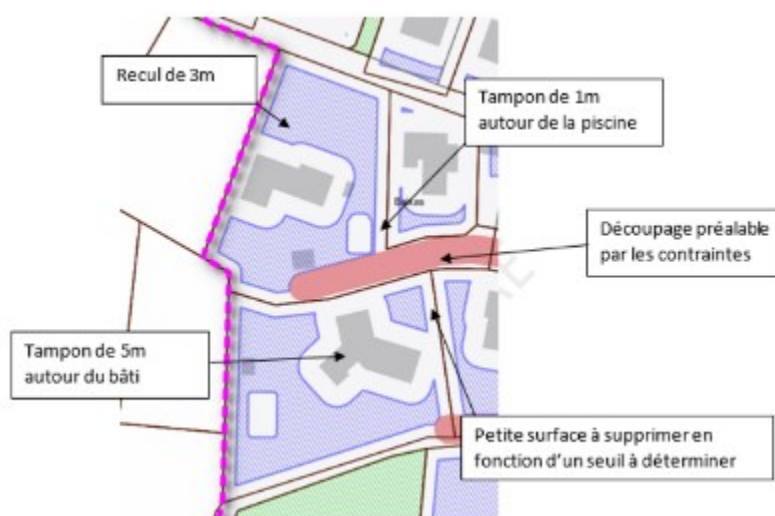 Recul de 3m
Tampon de 1m
autour de la piscine
Découpage préalable
par les contraintes
Tampon de 5m
autour du bâti
Petite surface à supprimer en
fonction d'un seuil à déterminer